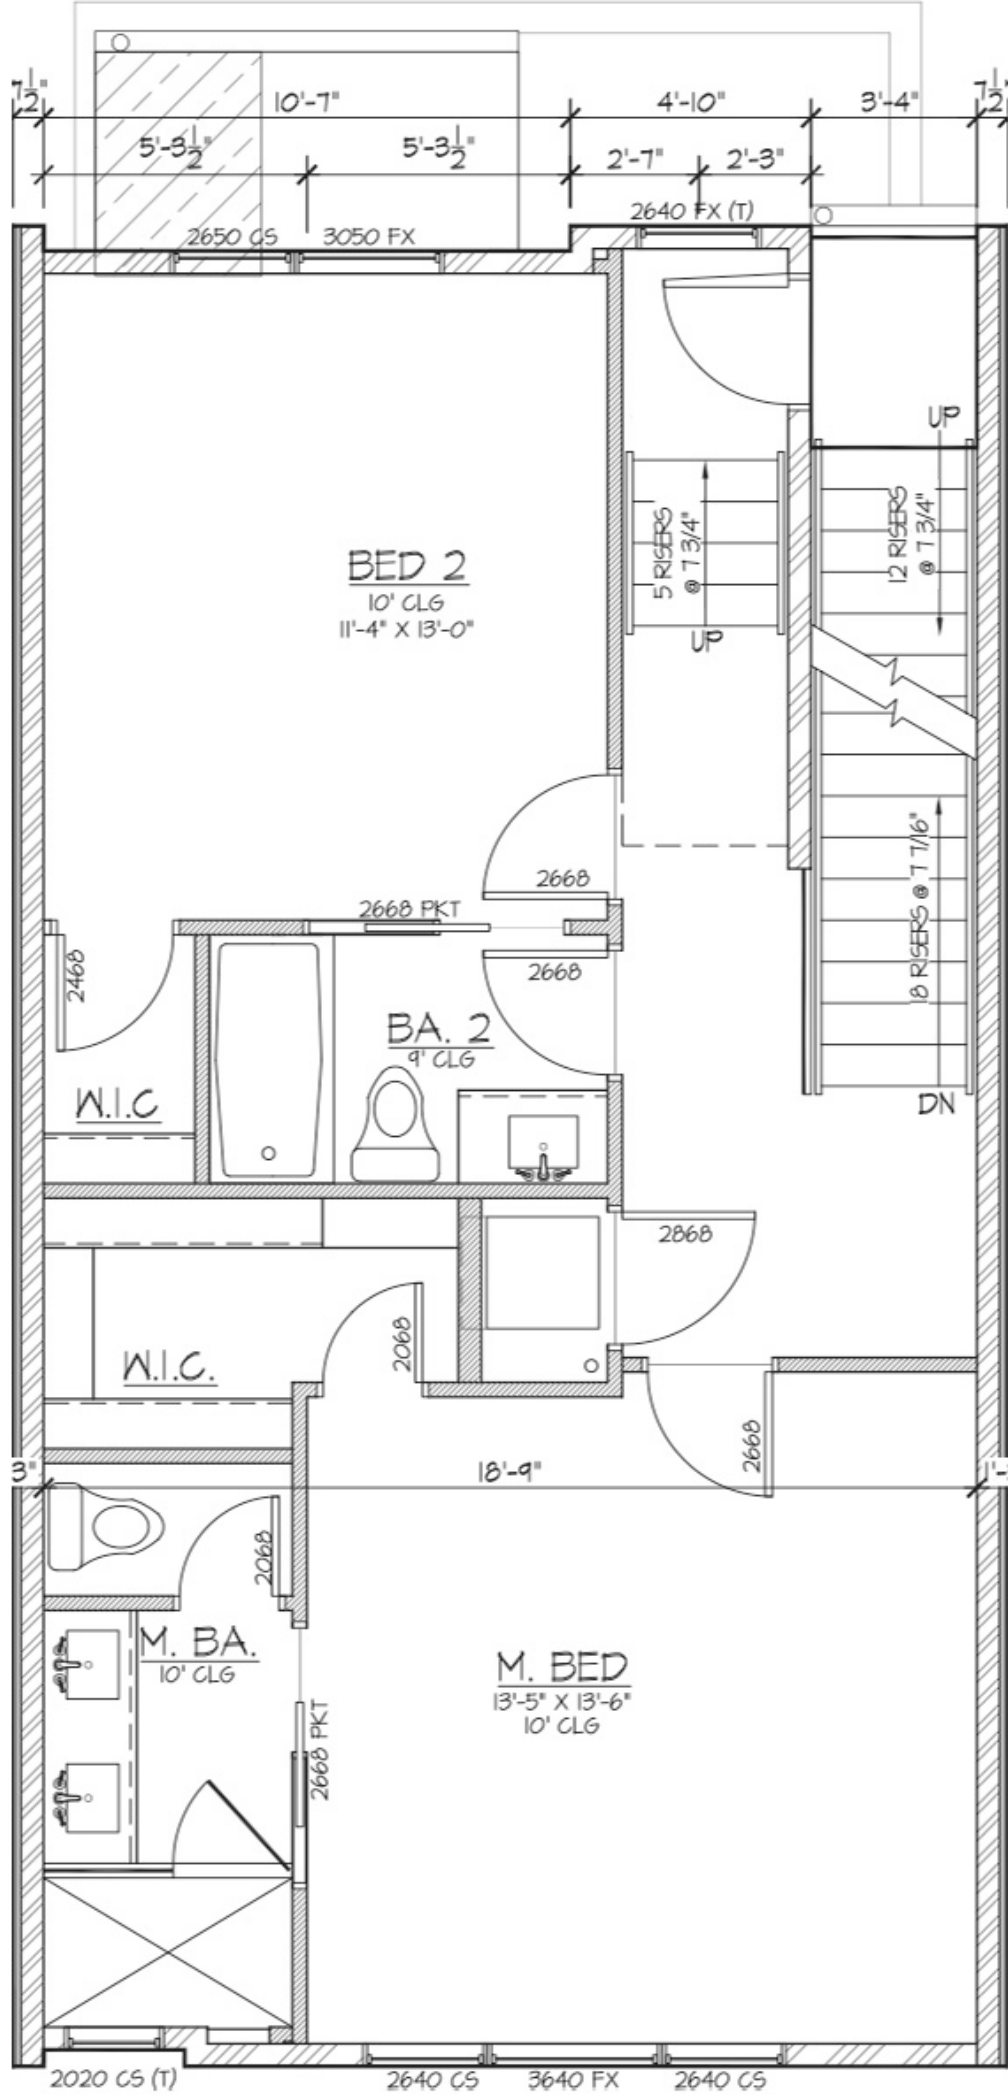 7 1/2"
10'-7"
4'-10"
3'-4"
7 1/2"
5'-3 1/2"
5'-3 1/2"
2'-7"
2'-3"
2640 FX (T)
2650 CS
3050 FX
UP
12 RISERS
@ 7 3/4"
5 RISERS
@ 7 3/4"
UP
BED 2
10' CLG
11'-4" X 13'-0"
18 RISERS @ 7 7/16"
DN
2668
2668 PKT
2668
2468
BA. 2
9' CLG
W.I.C
2868
2068
W.I.C.
2668
3"
18'-9"
1'-
2068
M. BA.
10' CLG
M. BED
13'-5" X 13'-6"
10' CLG
2668 PKT
2020 CS (T)
2640 CS
3640 FX
2640 CS